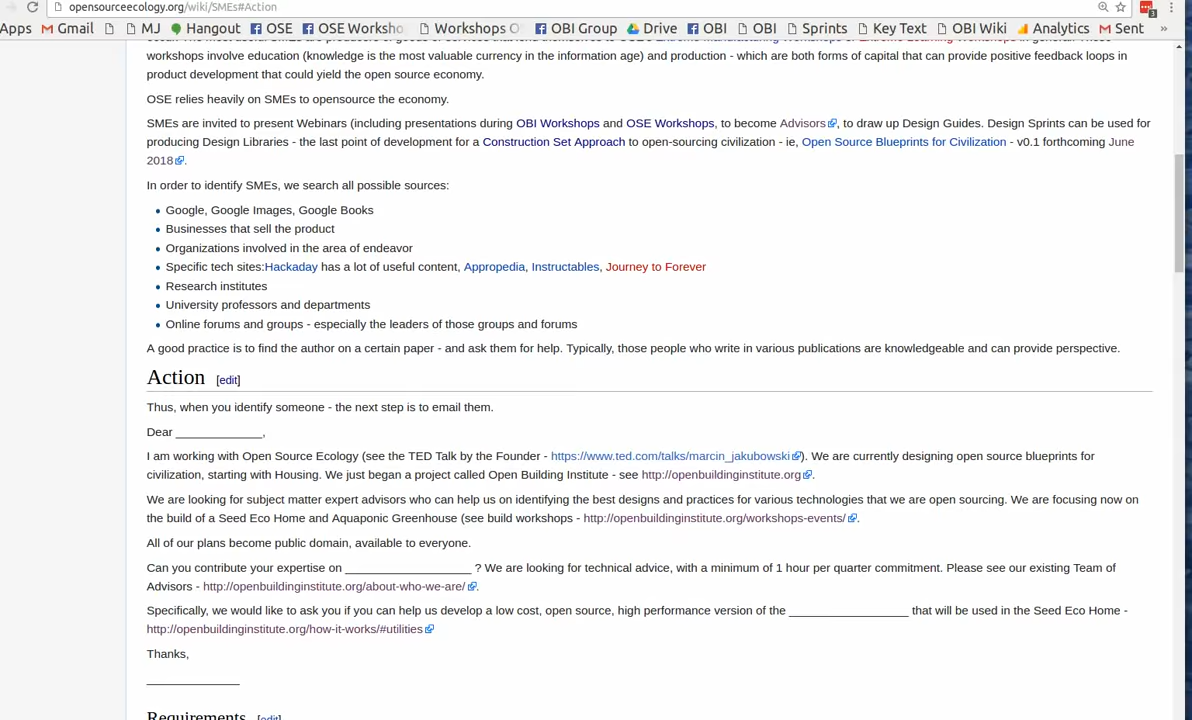 opensourceecology.org/wiki/SMEs#Action
3
Apps Gmail MJ Hangout OSE OSE Worksho Workshops O OBI Group Drive OBI OBI Sprints Key Text OBI Wiki Analytics Sent »
workshops involve education (knowledge is the most valuable currency in the information age) and production - which are both forms of capital that can provide positive feedback loops in
product development that could yield the open source economy.
OSE relies heavily on SMEs to opensource the economy.
SMEs are invited to present Webinars (including presentations during OBI Workshops and OSE Workshops, to become Advisors, to draw up Design Guides. Design Sprints can be used for
producing Design Libraries - the last point of development for a Construction Set Approach to open-sourcing civilization - ie, Open Source Blueprints for Civilization - v0.1 forthcoming June
2018.
In order to identify SMEs, we search all possible sources:
• Google, Google Images, Google Books
• Businesses that sell the product
• Organizations involved in the area of endeavor
• Specific tech sites:Hackaday has a lot of useful content, Appropedia, Instructables, Journey to Forever
• Research institutes
• University professors and departments
• Online forums and groups - especially the leaders of those groups and forums
A good practice is to find the author on a certain paper - and ask them for help. Typically, those people who write in various publications are knowledgeable and can provide perspective.
Action [edit]
Thus, when you identify someone - the next step is to email them.
Dear _____________,
I am working with Open Source Ecology (see the TED Talk by the Founder - https://www.ted.com/talks/marcin_jakubowski). We are currently designing open source blueprints for
civilization, starting with Housing. We just began a project called Open Building Institute - see http://openbuildinginstitute.org.
We are looking for subject matter expert advisors who can help us on identifying the best designs and practices for various technologies that we are open sourcing. We are focusing now on
the build of a Seed Eco Home and Aquaponic Greenhouse (see build workshops - http://openbuildinginstitute.org/workshops-events/.
All of our plans become public domain, available to everyone.
Can you contribute your expertise on ___________________ ? We are looking for technical advice, with a minimum of 1 hour per quarter commitment. Please see our existing Team of
Advisors - http://openbuildinginstitute.org/about-who-we-are/.
Specifically, we would like to ask you if you can help us develop a low cost, open source, high performance version of the __________________ that will be used in the Seed Eco Home -
http://openbuildinginstitute.org/how-it-works/#utilities
Thanks,
______________
Requirements [edit]